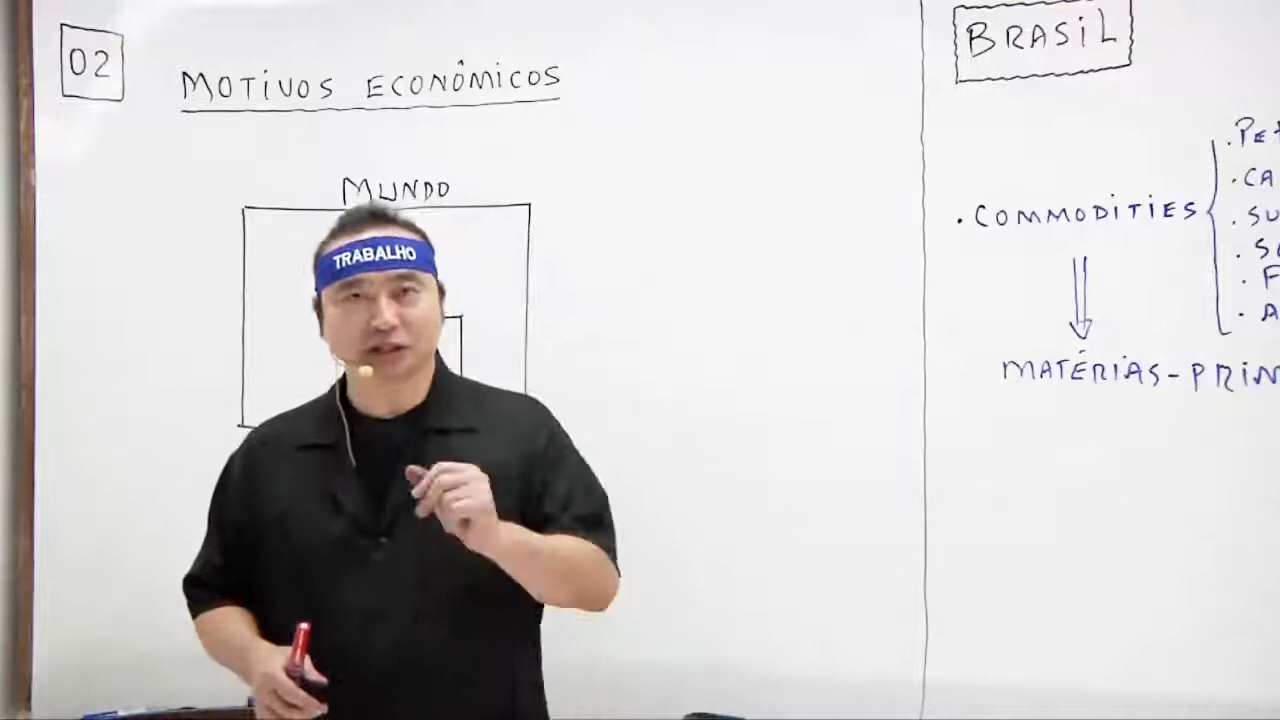 02
MOTIVOS ECONÔMICOS
MUNDO
TRABALHO
BRASIL
. COMMODITIES
MATÉRIAS-